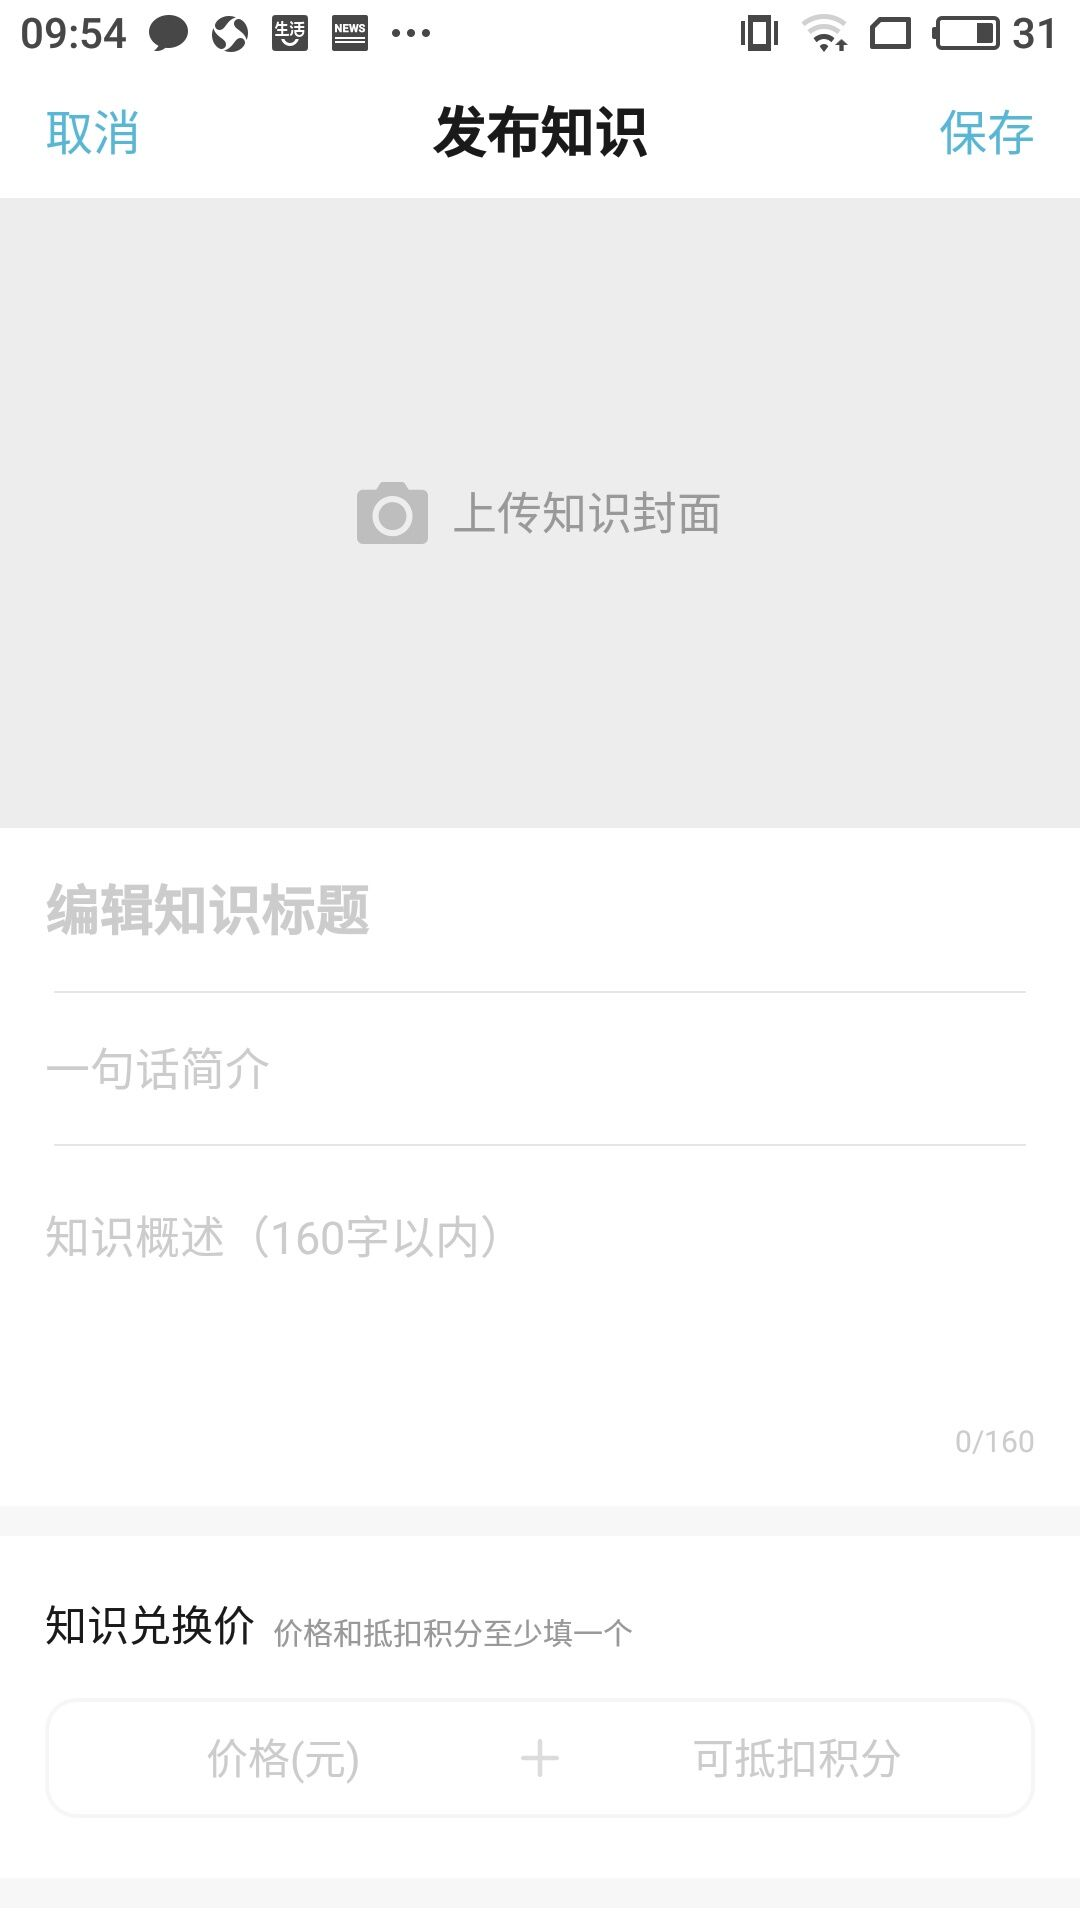 09:54 生活 NEWS 31
取消 发布知识 保存
上传知识封面
编辑知识标题
一句话简介
知识概述（160字以内）
0/160
知识兑换价 价格和抵扣积分至少填一个
价格(元) + 可抵扣积分